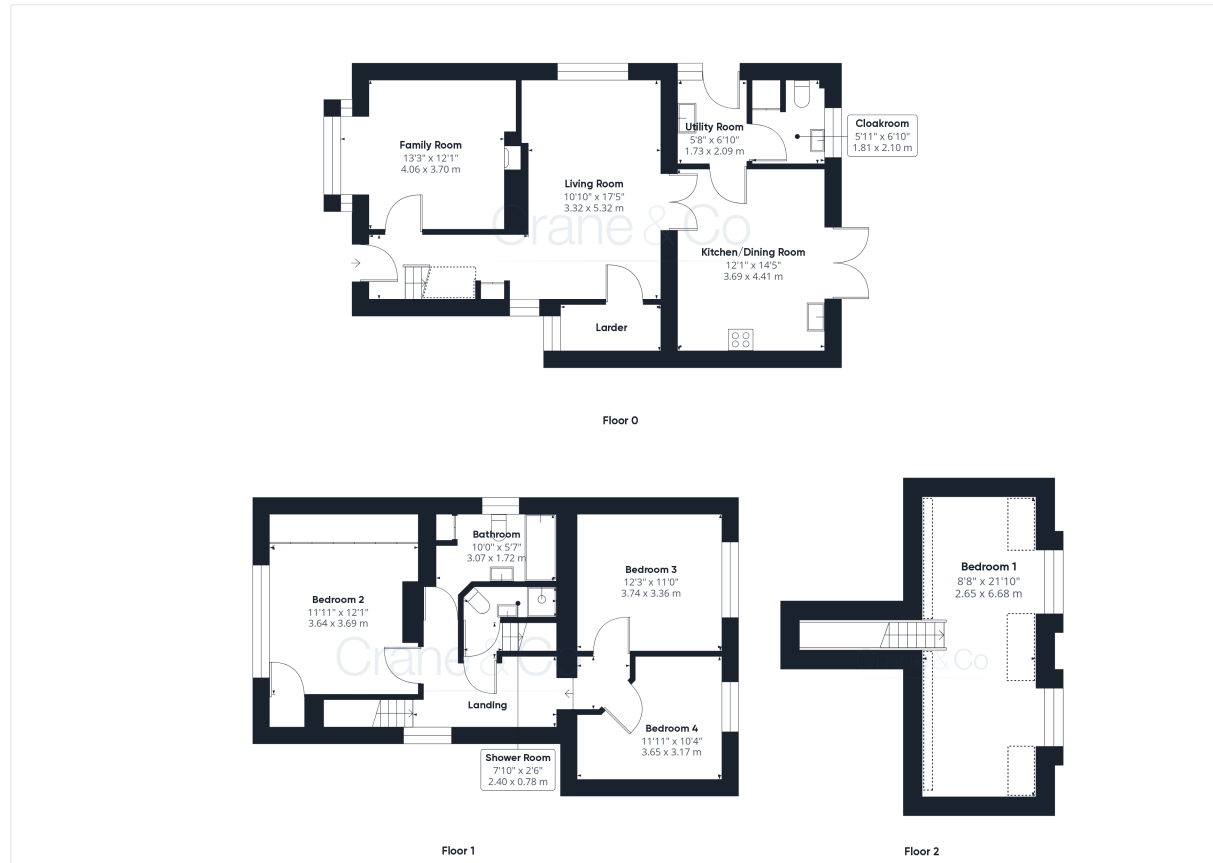 Family Room
13'3" x 12'1"
4.06 x 3.70 m
Living Room
10'10" x 17'5"
3.32 x 5.32 m
Utility Room
5'8" x 6'10"
1.73 x 2.09 m
Cloakroom
5'11" x 6'10"
1.81 x 2.10 m
Kitchen/Dining Room
12'1" x 14'5"
3.69 x 4.41 m
Larder
Crane & Co
Floor 0
Bathroom
10'0" x 5'7"
3.07 x 1.72 m
Bedroom 2
11'11" x 12'1"
3.64 x 3.69 m
Bedroom 3
12'3" x 11'0"
3.74 x 3.36 m
Landing
Bedroom 4
11'11" x 10'4"
3.65 x 3.17 m
Shower Room
7'10" x 2'6"
2.40 x 0.78 m
Crane & Co
Floor 1
Bedroom 1
8'8" x 21'10"
2.65 x 6.68 m
& Co
Floor 2